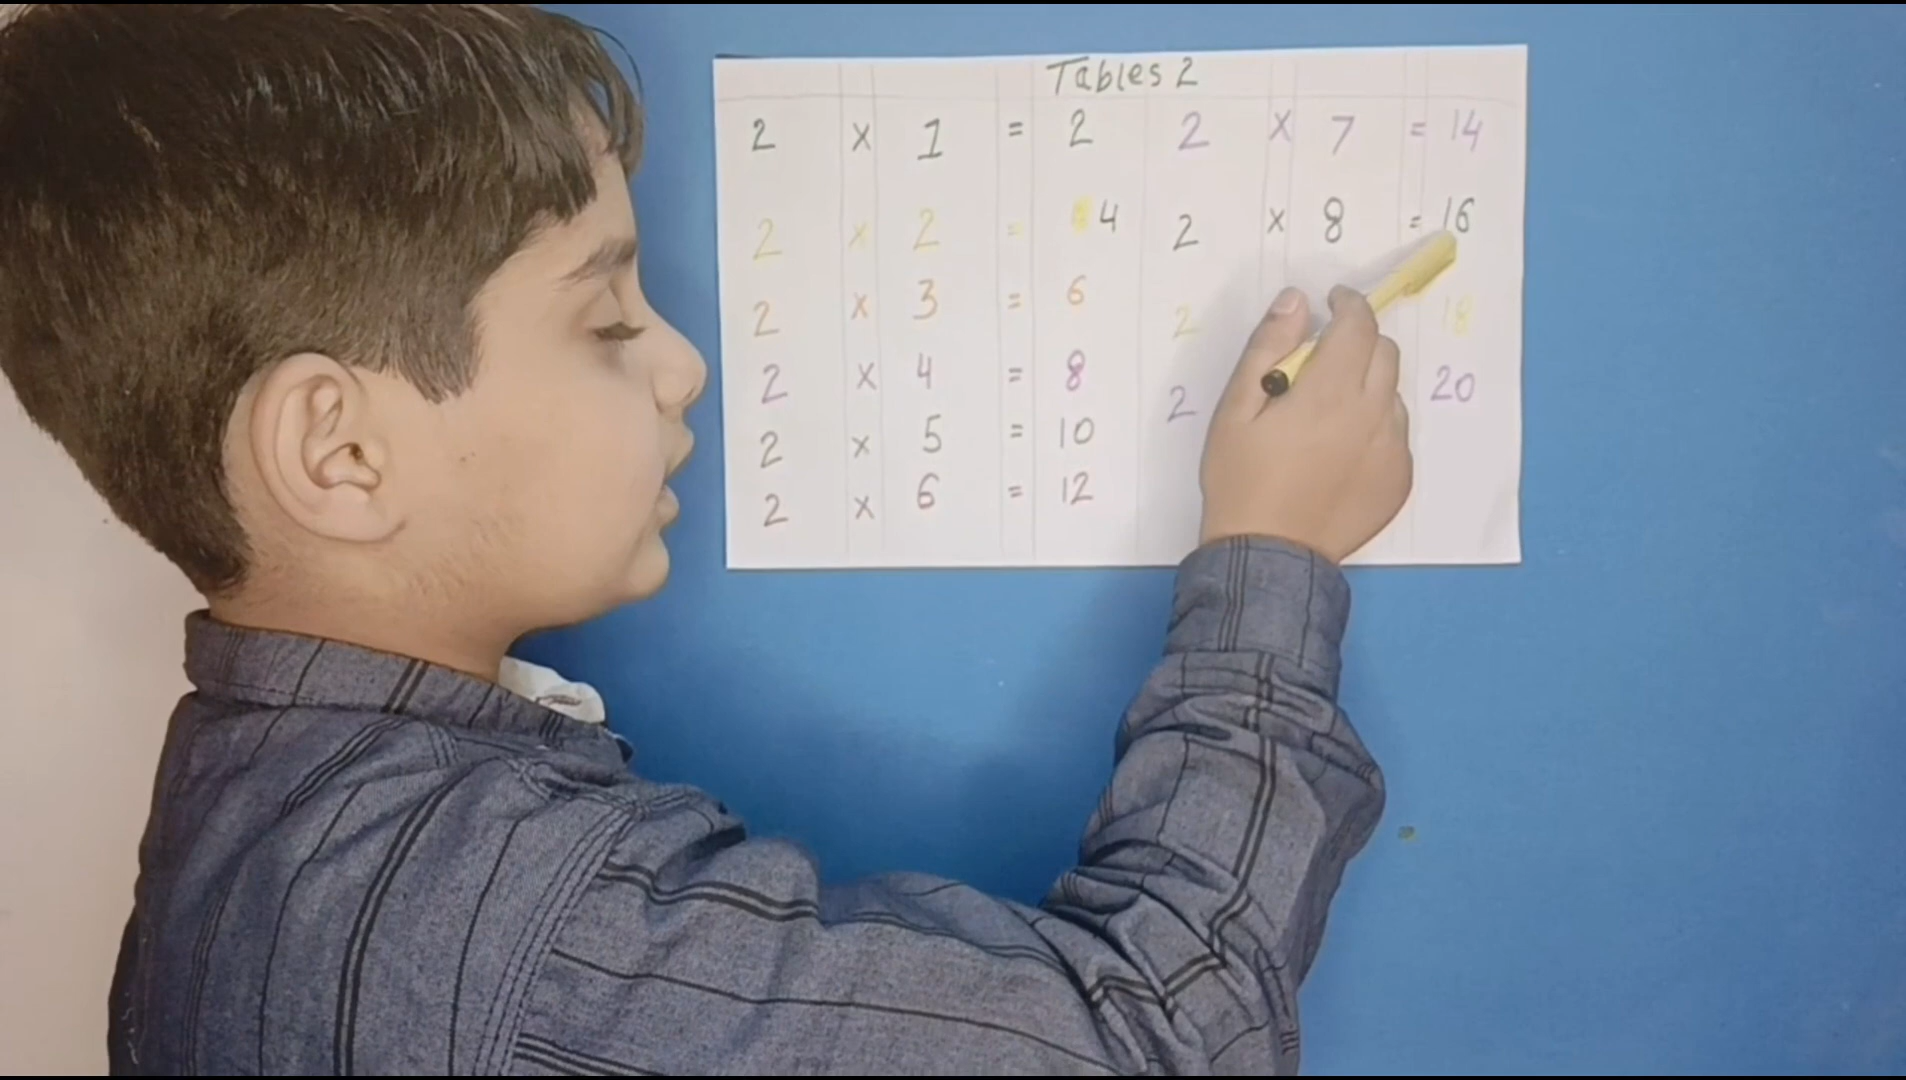 Tables 2
2 x 1 = 2
2 x 2 = 4
2 x 3 = 6
2 x 4 = 8
2 x 5 = 10
2 x 6 = 12
2 x 7 = 14
2 x 8 = 16
2 18
2 20